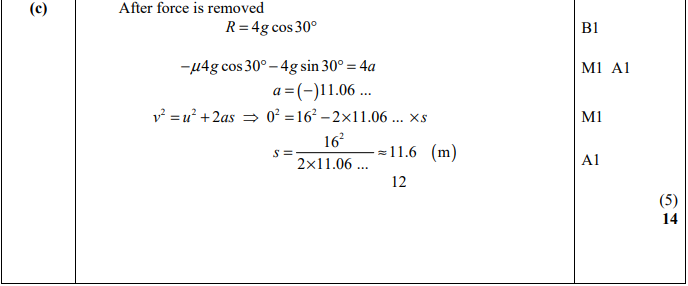 (c) After force is removed
R = 4g cos 30° B1
−μ4g cos 30° − 4g sin 30° = 4a M1 A1
a = (−)11.06 ...
v² = u² + 2as ⇒ 0² = 16² − 2×11.06 ... ×s M1
s = 16² / 2×11.06 ... ≈ 11.6 (m) A1
12
(5)
14